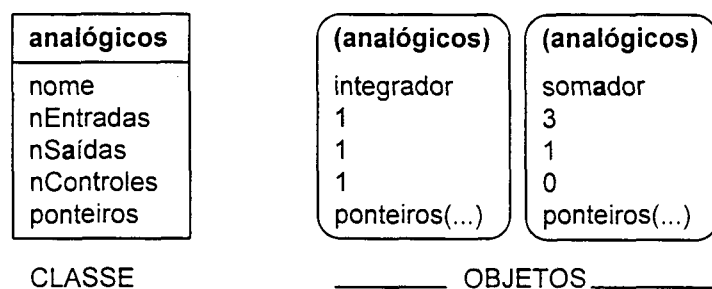 analógicos
nome
nEntradas
nSaídas
nControles
ponteiros
CLASSE
(analógicos)
integrador
1
1
1
ponteiros(...)
(analógicos)
somador
3
1
0
ponteiros(...)
OBJETOS